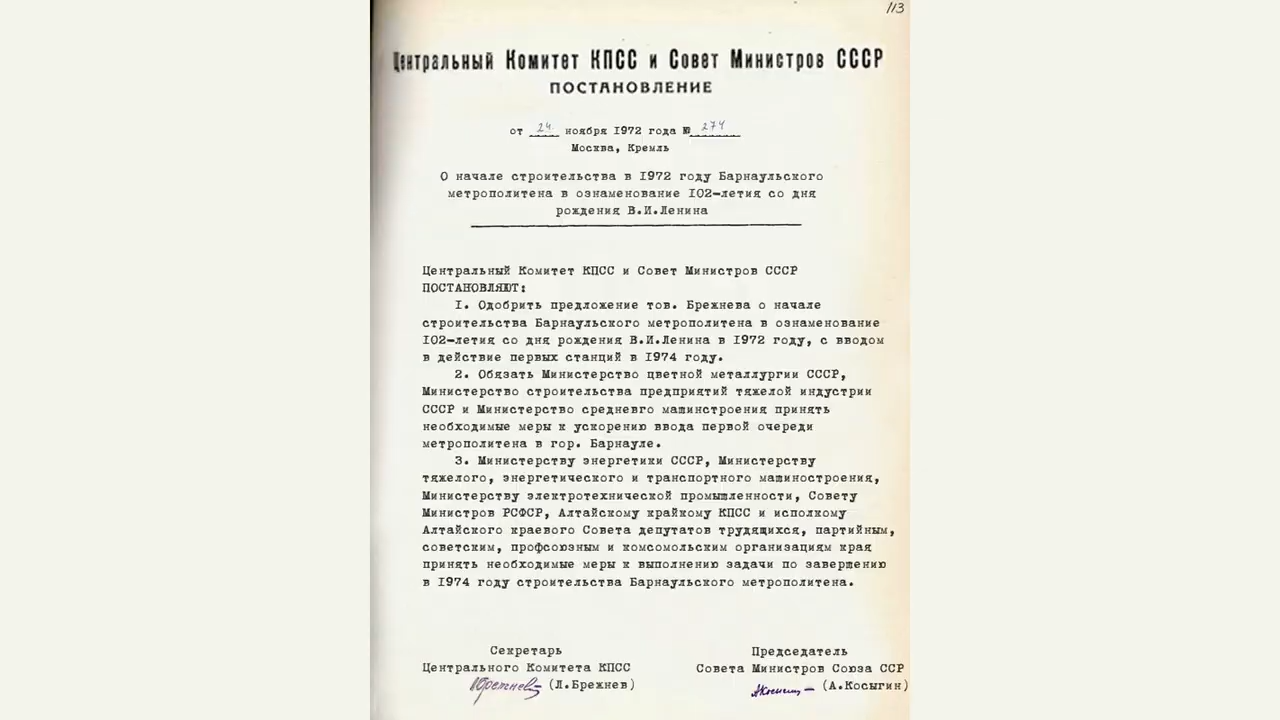 113
Центральный Комитет КПСС и Совет Министров СССР
ПОСТАНОВЛЕНИЕ
от 24 ноября 1972 года № 274
Москва, Кремль
О начале строительства в 1972 году Барнаульского
метрополитена в ознаменование 102-летия со дня
рождения В.И.Ленина
Центральный Комитет КПСС и Совет Министров СССР
ПОСТАНОВЛЯЮТ:
1. Одобрить предложение тов. Брежнева о начале
строительства Барнаульского метрополитена в ознаменование
102-летия со дня рождения В.И.Ленина в 1972 году, с вводом
в действие первых станций в 1974 году.
2. Обязать Министерство цветной металлургии СССР,
Министерство строительства предприятий тяжелой индустрии
СССР и Министерство средневго машинстроения принять
необходимые меры к ускорению ввода первой очереди
метрополитена в гор. Барнауле.
3. Министерству энергетики СССР, Министерству
тяжелого, энергетического и транспортного машиностроения,
Министерству электротехнической промышленности, Совету
Министров РСФСР, Алтайскому крайкому КПСС и исполкому
Алтайского краевого Совета депутатов трудящихся, партийным,
советским, профсоюзным и комсомольским организациям края
принять необходимые меры к выполнению задачи по завершению
в 1974 году строительства Барнаульского метрополитена.
Секретарь
Центрального Комитета КПСС
(Л.Брежнев)
Председатель
Совета Министров Союза ССР
(А.Косыгин)